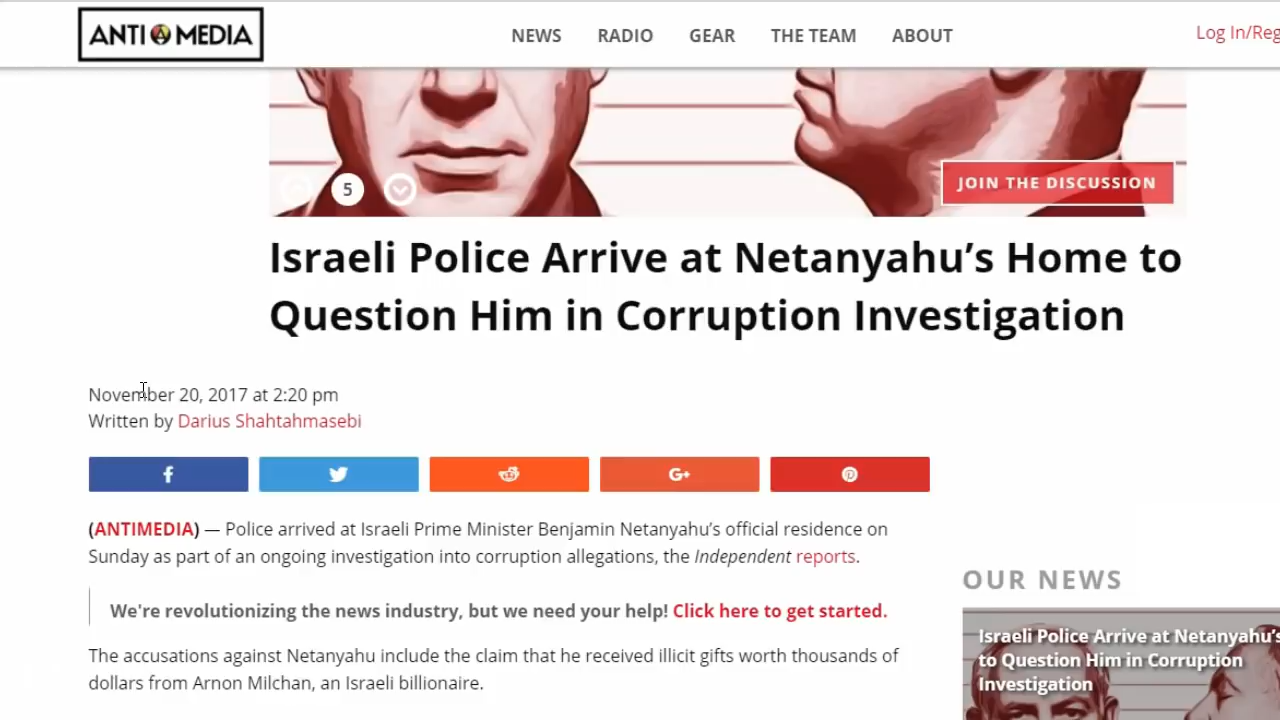 ANTI MEDIA
NEWS RADIO GEAR THE TEAM ABOUT
Log In/Reg
5
JOIN THE DISCUSSION
Israeli Police Arrive at Netanyahu’s Home to
Question Him in Corruption Investigation
November 20, 2017 at 2:20 pm
Written by Darius Shahtahmasebi
f
G+
(ANTIMEDIA) — Police arrived at Israeli Prime Minister Benjamin Netanyahu’s official residence on
Sunday as part of an ongoing investigation into corruption allegations, the Independent reports.
We're revolutionizing the news industry, but we need your help! Click here to get started.
The accusations against Netanyahu include the claim that he received illicit gifts worth thousands of
dollars from Arnon Milchan, an Israeli billionaire.
OUR NEWS
Israeli Police Arrive at Netanyahu’s
to Question Him in Corruption
Investigation